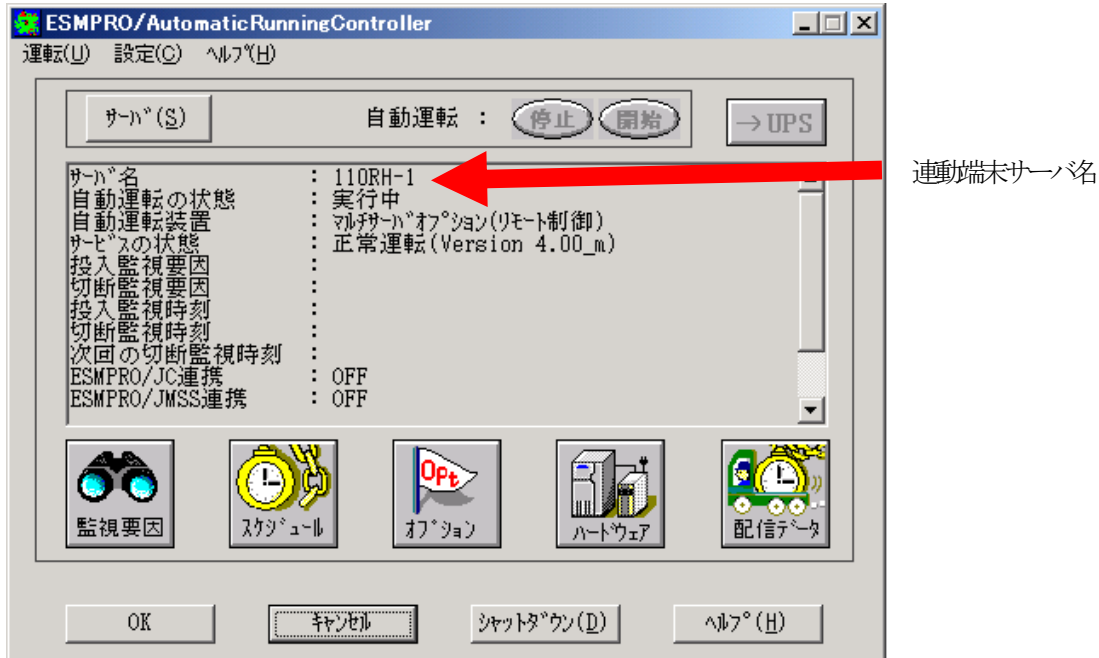 ESMPRO/AutomaticRunningController
運転(U) 設定(C) ﾍﾙﾌﾟ(H)
ｻｰﾊﾞ(S) 自動運転 : 停止 開始 →UPS
ｻｰﾊﾞ名 : 110RH-1
連動端末サーバ名
自動運転の状態 : 実行中
自動運転装置 : ﾏﾙﾁｻｰﾊﾞｵﾌﾟｼｮﾝ(ﾘﾓｰﾄ制御)
ｻｰﾋﾞｽの状態 : 正常運転(Version 4.00_m)
投入監視要因 :
切断監視要因 :
投入監視時刻 :
切断監視時刻 :
次回の切断監視時刻 :
ESMPRO/JC連携 : OFF
ESMPRO/JMSS連携 : OFF
監視要因 ｽｹｼﾞｭｰﾙ Opt ｵﾌﾟｼｮﾝ ﾊｰﾄﾞｳｪｱ 配信ﾃﾞｰﾀ
OK ｷｬﾝｾﾙ ｼｬｯﾄﾀﾞｳﾝ(D) ﾍﾙﾌﾟ(H)